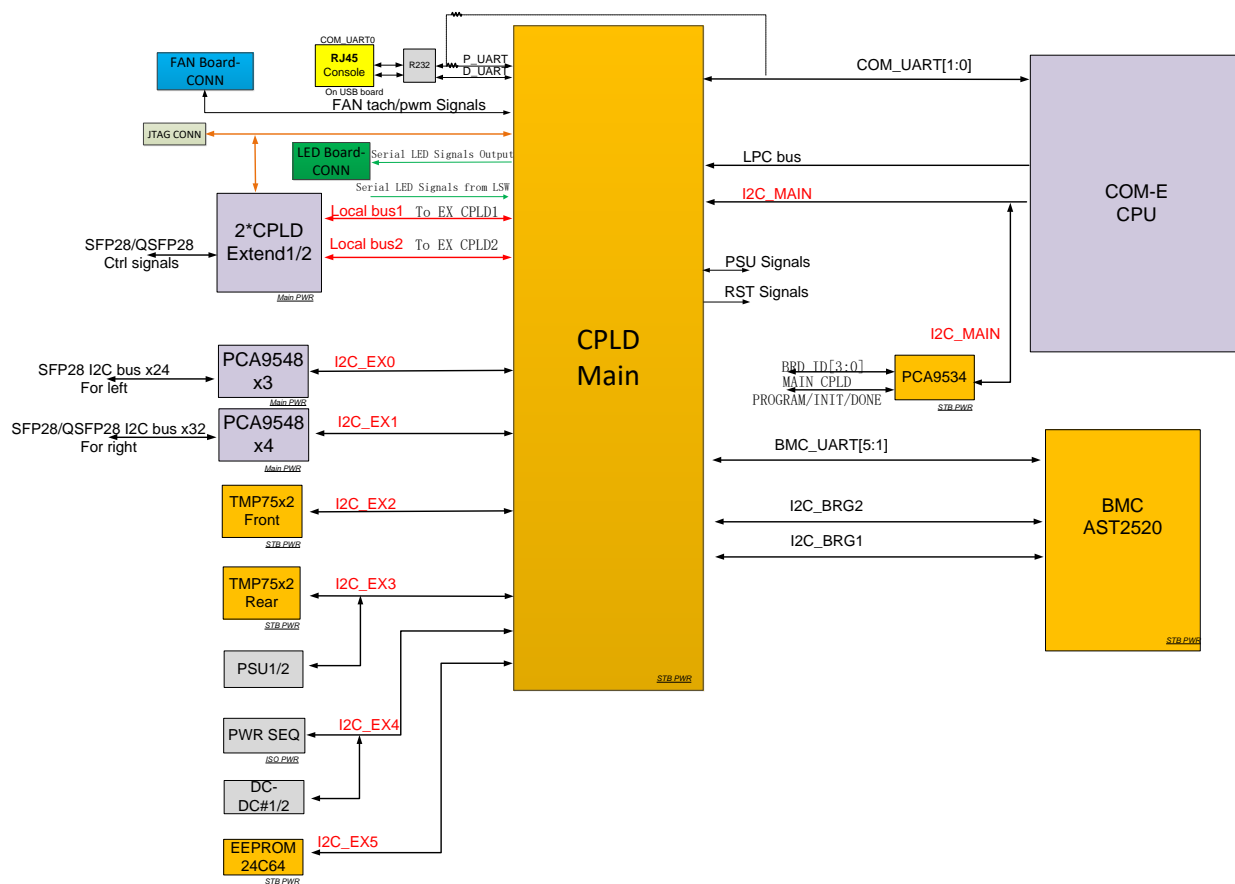 COM_UART0
RJ45
Console
On USB board
R232
P_UART
D_UART
FAN Board-
CONN
FAN tach/pwm Signals
JTAG CONN
LED Board-
CONN
Serial LED Signals Output
Serial LED Signals from LSW
2*CPLD
Extend1/2
Main PWR
Local bus1 To EX CPLD1
Local bus2 To EX CPLD2
SFP28/QSFP28
Ctrl signals
PCA9548
x3
Main PWR
I2C_EX0
SFP28 I2C bus x24
For left
PCA9548
x4
Main PWR
I2C_EX1
SFP28/QSFP28 I2C bus x32
For right
TMP75x2
Front
STB PWR
I2C_EX2
TMP75x2
Rear
STB PWR
I2C_EX3
PSU1/2
PWR SEQ
ISO PWR
I2C_EX4
DC-
DC#1/2
EEPROM
24C64
STB PWR
I2C_EX5
CPLD
Main
STB PWR
COM_UART[1:0]
LPC bus
I2C_MAIN
COM-E
CPU
PSU Signals
RST Signals
I2C_MAIN
BRD ID[3:0]
MAIN CPLD
PROGRAM/INIT/DONE
PCA9534
STB PWR
BMC_UART[5:1]
I2C_BRG2
I2C_BRG1
BMC
AST2520
STB PWR